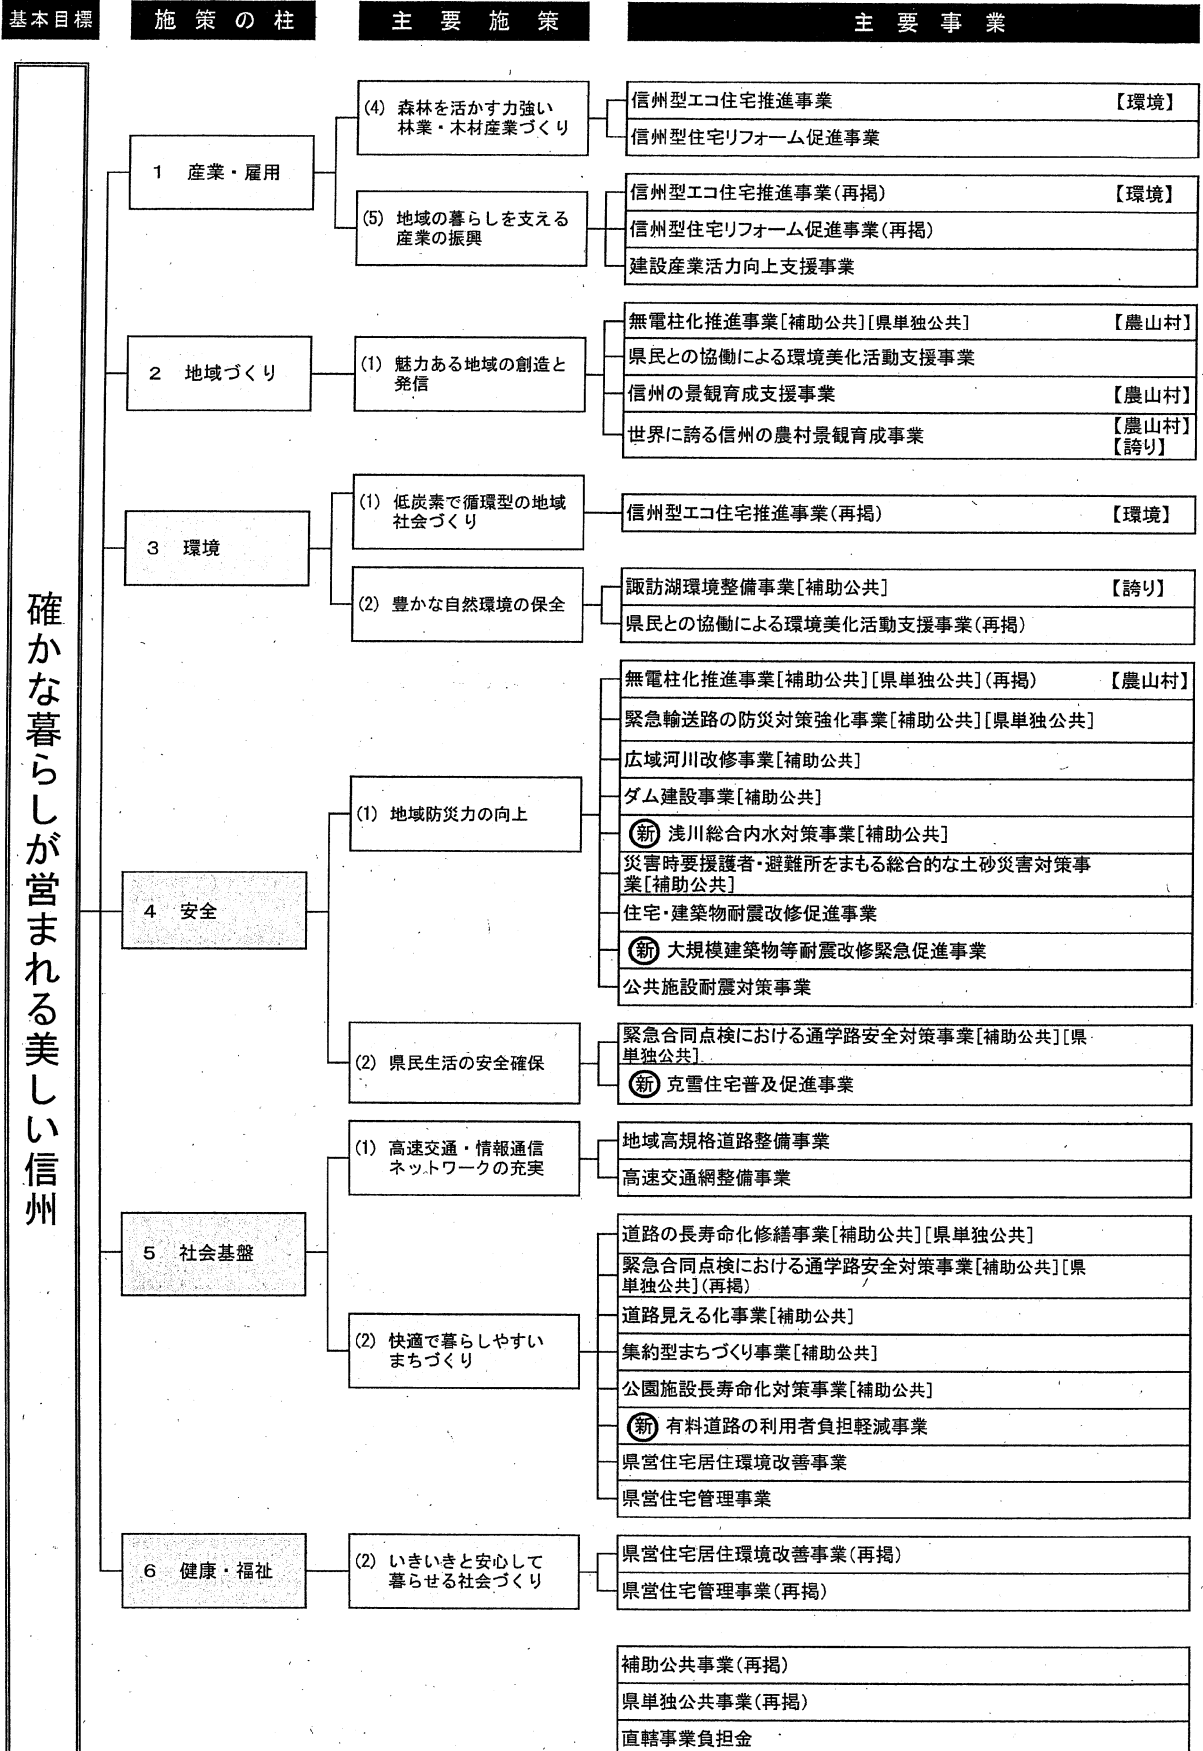 基本目標
施策の柱
主要施策
主要事業
確かな暮らしが営まれる美しい信州
1 産業・雇用
(4) 森林を活かす力強い
林業・木材産業づくり
信州型エコ住宅推進事業 【環境】
信州型住宅リフォーム促進事業
(5) 地域の暮らしを支える
産業の振興
信州型エコ住宅推進事業(再掲) 【環境】
信州型住宅リフォーム促進事業(再掲)
建設産業活力向上支援事業
2 地域づくり
(1) 魅力ある地域の創造と
発信
無電柱化推進事業[補助公共][県単独公共] 【農山村】
県民との協働による環境美化活動支援事業
信州の景観育成支援事業 【農山村】
世界に誇る信州の農村景観育成事業 【農山村】
【誇り】
3 環境
(1) 低炭素で循環型の地域
社会づくり
信州型エコ住宅推進事業(再掲) 【環境】
(2) 豊かな自然環境の保全
諏訪湖環境整備事業[補助公共] 【誇り】
県民との協働による環境美化活動支援事業(再掲)
4 安全
(1) 地域防災力の向上
無電柱化推進事業[補助公共][県単独公共](再掲) 【農山村】
緊急輸送路の防災対策強化事業[補助公共][県単独公共]
広域河川改修事業[補助公共]
ダム建設事業[補助公共]
新 浅川総合内水対策事業[補助公共]
災害時要援護者・避難所をまもる総合的な土砂災害対策事
業[補助公共]
住宅・建築物耐震改修促進事業
新 大規模建築物等耐震改修緊急促進事業
公共施設耐震対策事業
(2) 県民生活の安全確保
緊急合同点検における通学路安全対策事業[補助公共][県
単独公共]
新 克雪住宅普及促進事業
5 社会基盤
(1) 高速交通・情報通信
ネットワークの充実
地域高規格道路整備事業
高速交通網整備事業
(2) 快適で暮らしやすい
まちづくり
道路の長寿命化修繕事業[補助公共][県単独公共]
緊急合同点検における通学路安全対策事業[補助公共][県
単独公共](再掲)
道路見える化事業[補助公共]
集約型まちづくり事業[補助公共]
公園施設長寿命化対策事業[補助公共]
新 有料道路の利用者負担軽減事業
県営住宅居住環境改善事業
県営住宅管理事業
6 健康・福祉
(2) いきいきと安心して
暮らせる社会づくり
県営住宅居住環境改善事業(再掲)
県営住宅管理事業(再掲)
補助公共事業(再掲)
県単独公共事業(再掲)
直轄事業負担金